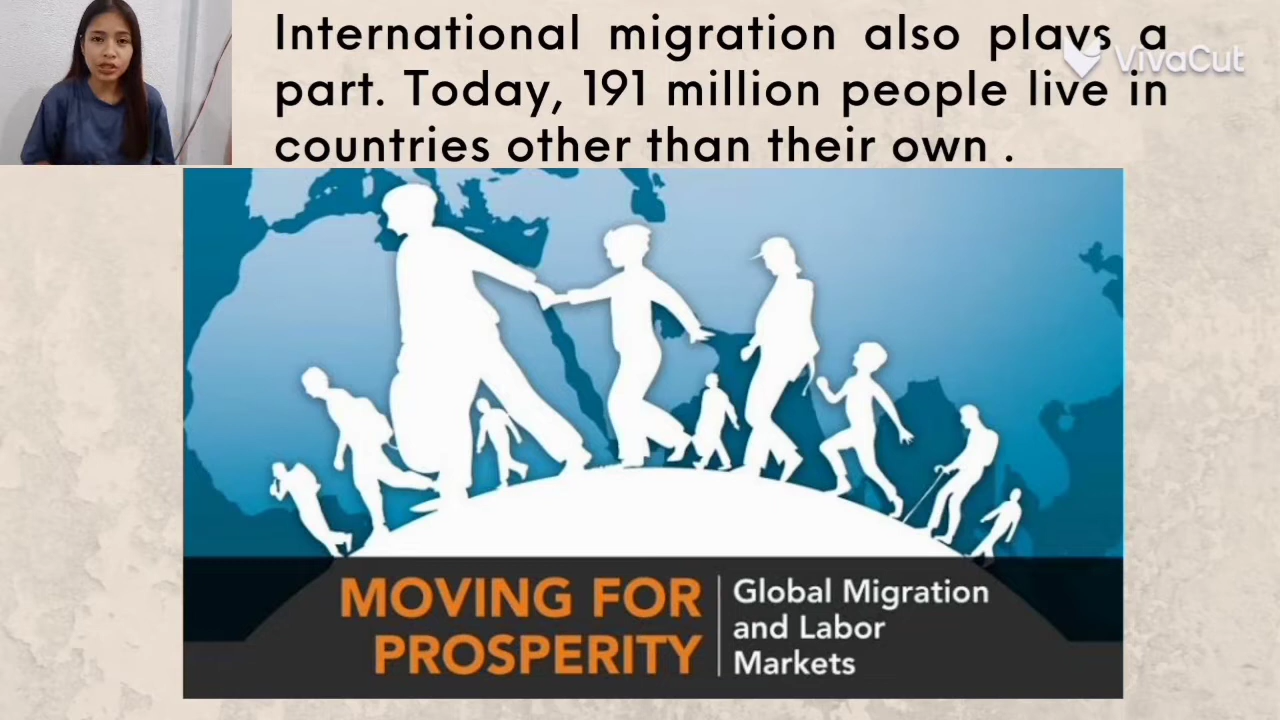 International migration also plays a
part. Today, 191 million people live in
countries other than their own .
VivaCut
MOVING FOR
PROSPERITY
Global Migration
and Labor
Markets